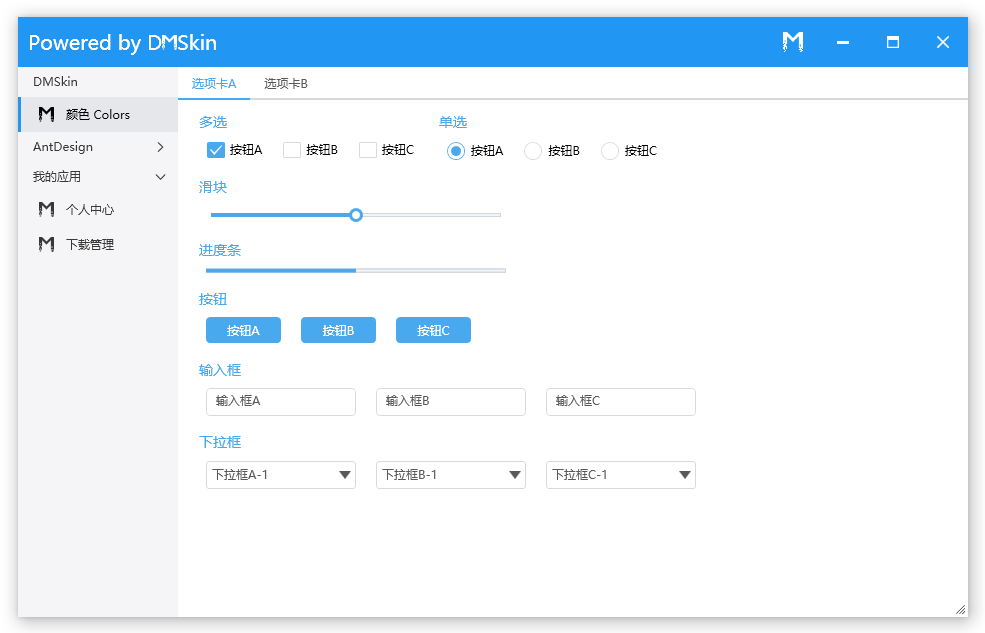 Powered by DMSkin
DMSkin
颜色 Colors
AntDesign
我的应用
个人中心
下载管理
选项卡A 选项卡B
多选 单选
按钮A 按钮B 按钮C 按钮A 按钮B 按钮C
滑块
进度条
按钮
按钮A 按钮B 按钮C
输入框
输入框A 输入框B 输入框C
下拉框
下拉框A-1 下拉框B-1 下拉框C-1